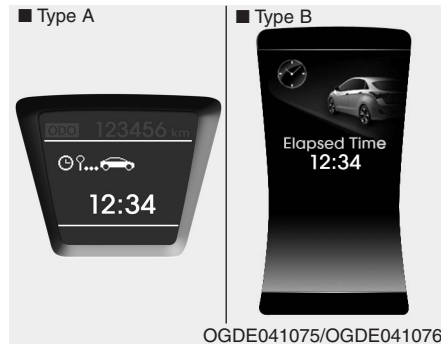 ■ Type A
ODO 123456 km
12:34
■ Type B
Elapsed Time
12:34
OGDE041075/OGDE041076